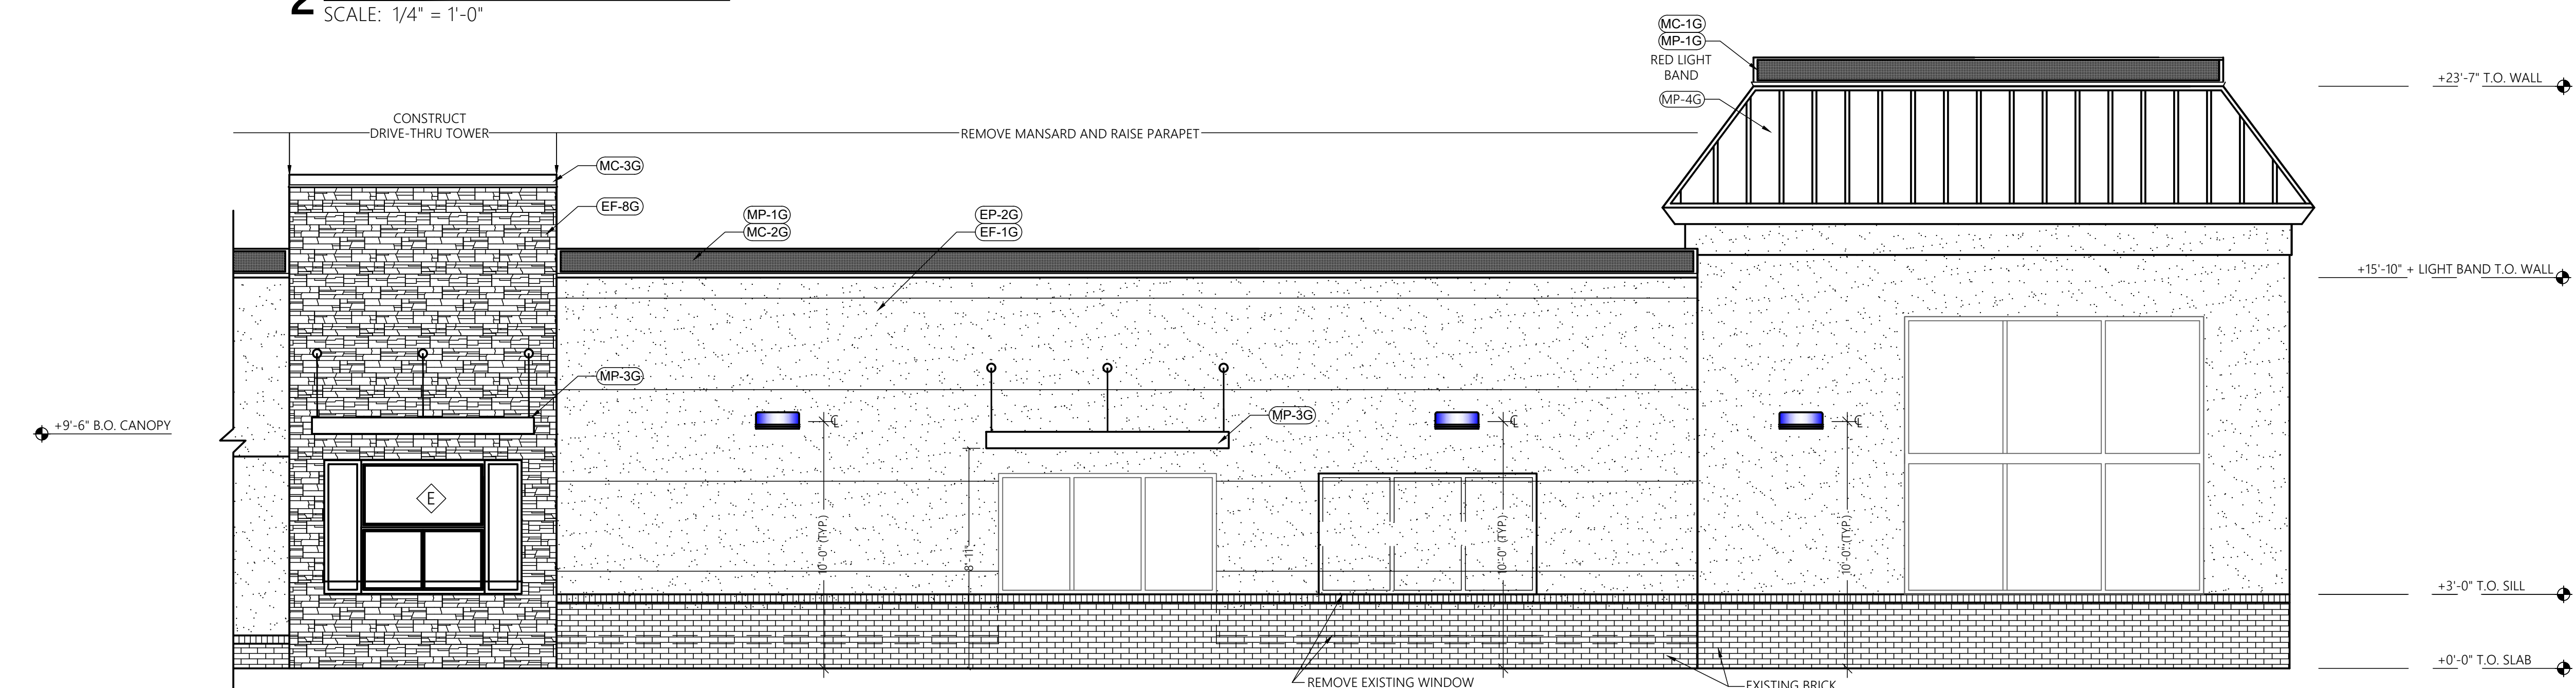 2
SCALE: 1/4" = 1'-0"
MC-1G
MP-1G
RED LIGHT
BAND
MP-4G
+23'-7" T.O. WALL
CONSTRUCT
DRIVE-THRU TOWER
REMOVE MANSARD AND RAISE PARAPET
MC-3G
EF-8G
MP-1G
MC-2G
EP-2G
EF-1G
+15'-10" + LIGHT BAND T.O. WALL
MP-3G
MP-3G
+9'-6" B.O. CANOPY
℄
℄
℄
E
10'-0" (TYP.)
8'-11"
10'-0" (TYP.)
10'-0" (TYP.)
+3'-0" T.O. SILL
+0'-0" T.O. SLAB
REMOVE EXISTING WINDOW
EXISTING BRICK